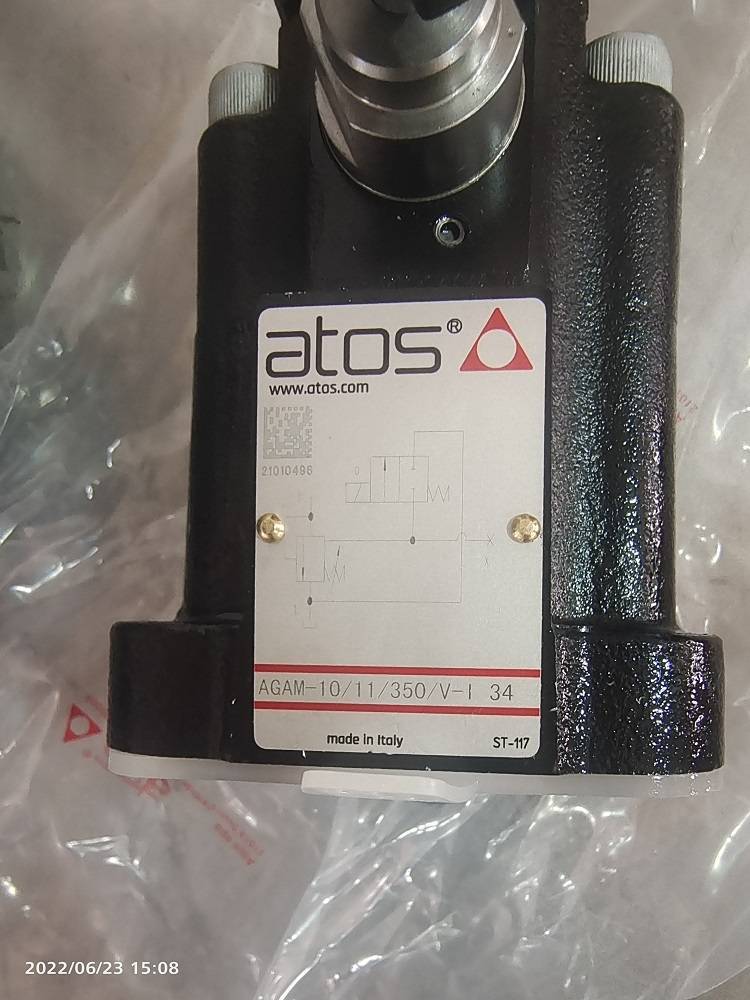 atos®
www.atos.com
21010496
0
X
AGAM-10/11/350/V-I 34
made in Italy
ST-117
2022/06/23 15:08